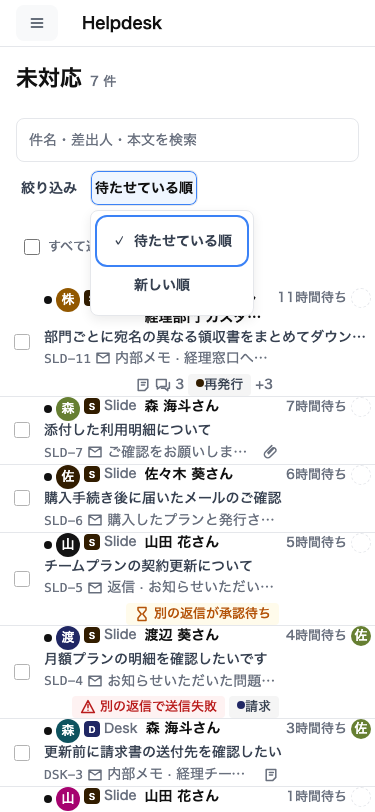 Helpdesk
未対応 7 件
件名・差出人・本文を検索
絞り込み 待たせている順
✓ 待たせている順
新しい順
すべて
株 11時間待ち
部門ごとに宛名の異なる領収書をまとめてダウン…
SLD-11 内部メモ · 経理窓口へ…
3 再発行 +3
森 S Slide 森 海斗さん 7時間待ち
添付した利用明細について
SLD-7 ご確認をお願いしま…
佐 S Slide 佐々木 葵さん 6時間待ち
購入手続き後に届いたメールのご確認
SLD-6 購入したプランと発行さ…
山 S Slide 山田 花さん 5時間待ち
チームプランの契約更新について
SLD-5 返信 · お知らせいただい…
別の返信が承認待ち
渡 S Slide 渡辺 葵さん 4時間待ち 佐
月額プランの明細を確認したいです
SLD-4 お知らせいただいた問題…
別の返信で送信失敗 請求
森 D Desk 森 海斗さん 3時間待ち 佐
更新前に請求書の送付先を確認したい
DSK-3 内部メモ · 経理チー…
山 S Slide 山田 花さん 1時間待ち